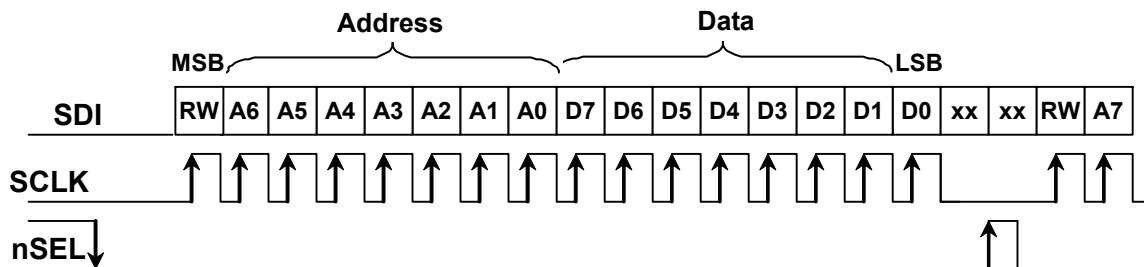 Address Data
MSB LSB
SDI RW A6 A5 A4 A3 A2 A1 A0 D7 D6 D5 D4 D3 D2 D1 D0 xx xx RW A7
SCLK
nSEL